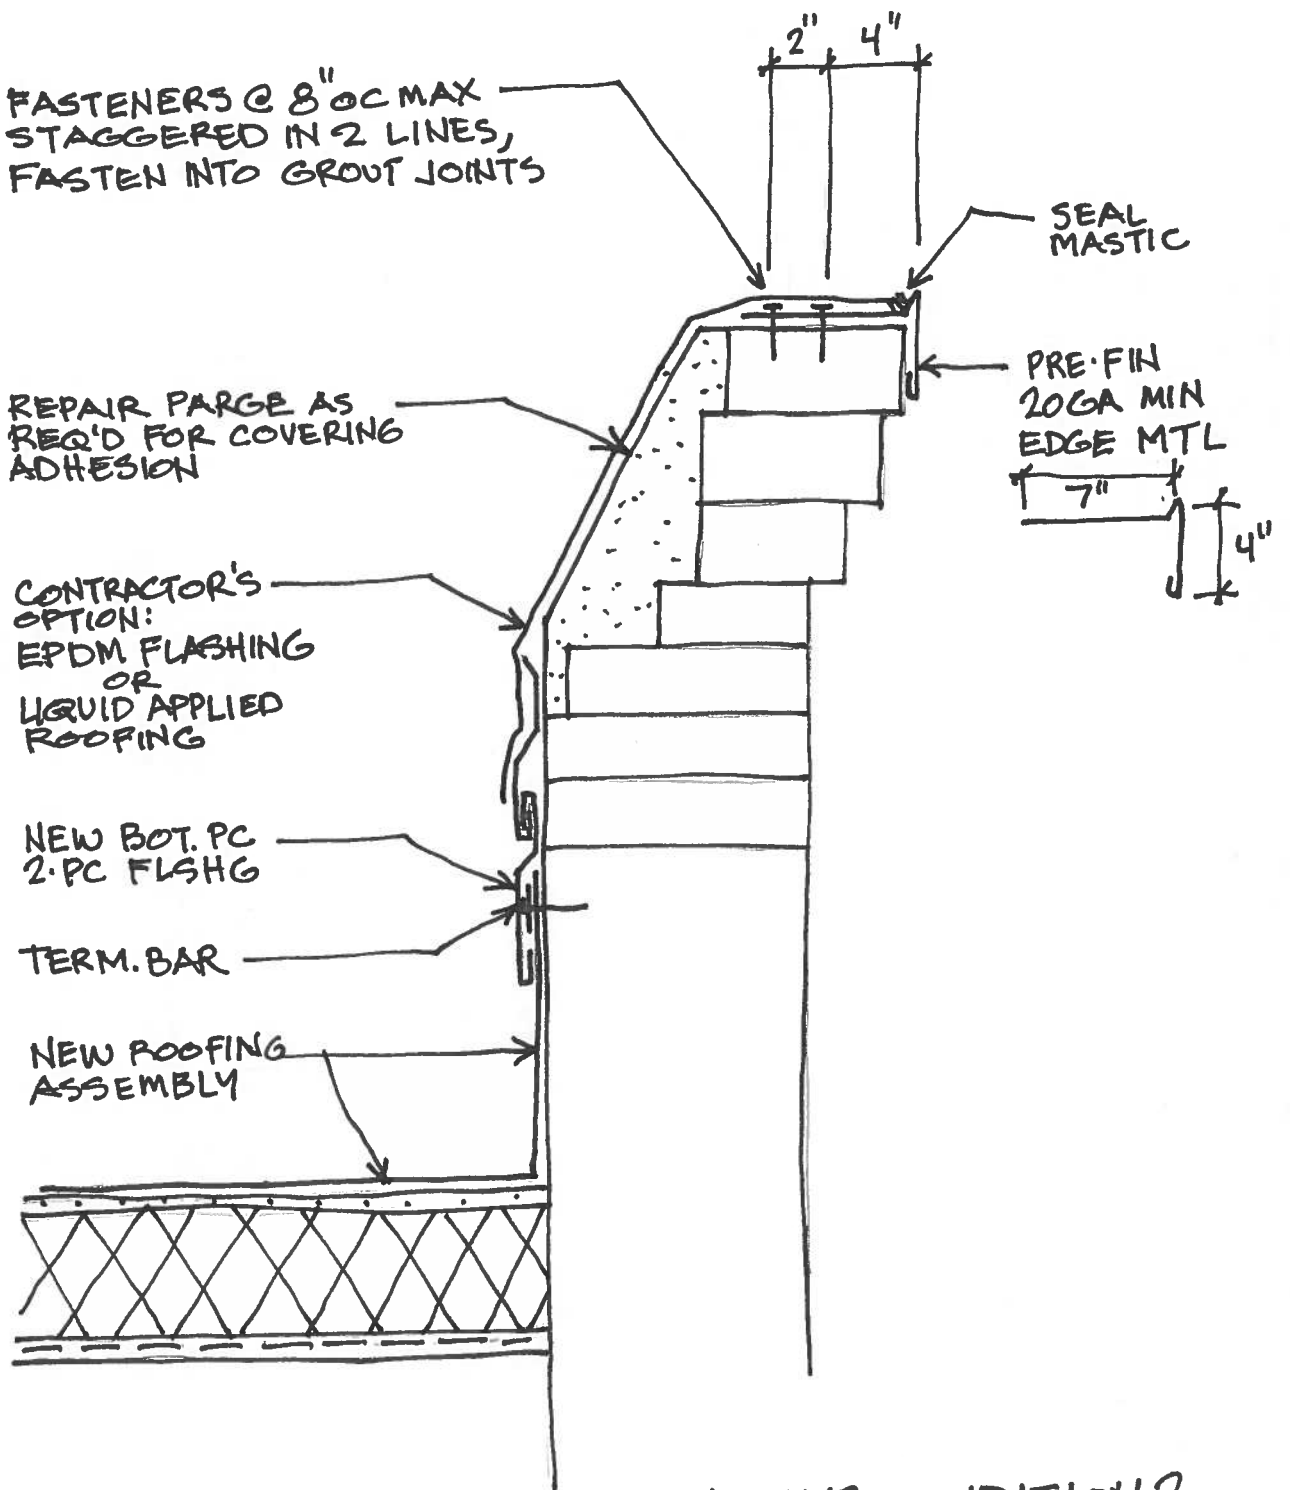 2" 4"
FASTENERS @ 8" OC MAX
STAGGERED IN 2 LINES,
FASTEN INTO GROUT JOINTS
SEAL
MASTIC
PRE·FIN
20GA MIN
EDGE MTL
7"
4"
REPAIR PARGE AS
REQ'D FOR COVERING
ADHESION
CONTRACTOR'S
OPTION:
EPDM FLASHING
OR
LIQUID APPLIED
ROOFING
NEW BOT. PC
2·PC FLSHG
TERM. BAR
NEW ROOFING
ASSEMBLY